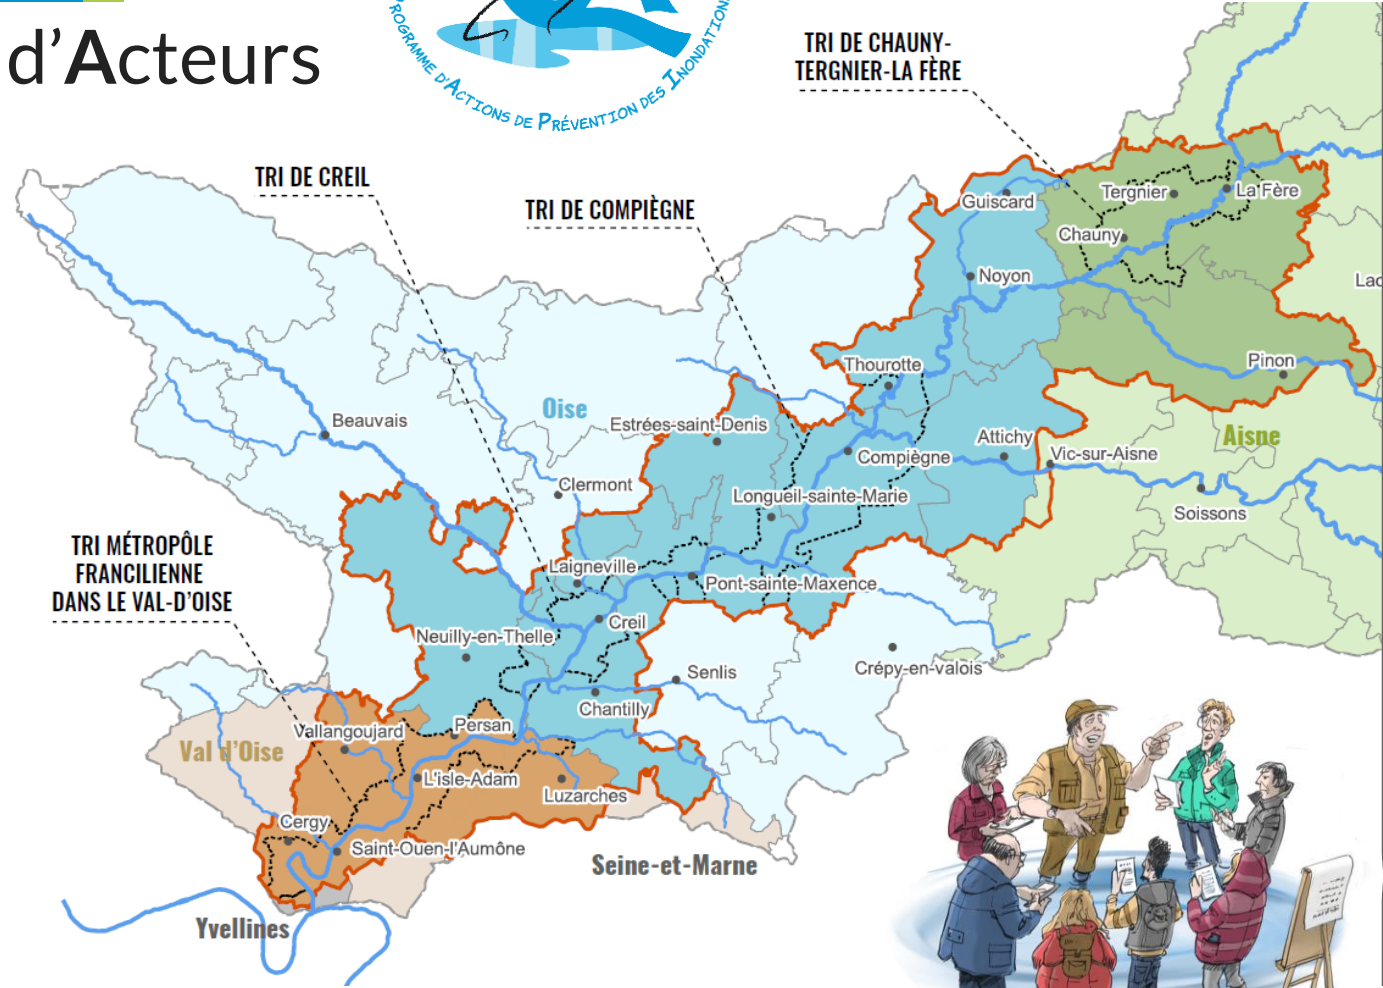 d'Acteurs
PROGRAMME D'ACTIONS DE PRÉVENTION DES INONDATIONS
TRI DE CHAUNY-
TERGNIER-LA FÈRE
TRI DE CREIL
TRI DE COMPIÈGNE
Guiscard
Tergnier
La Fère
Chauny
Noyon
Thourotte
Pinon
Oise
Beauvais
Estrées-saint-Denis
Aisne
Attichy
Compiègne
Vic-sur-Aisne
Clermont
Longueil-sainte-Marie
Soissons
TRI MÉTROPÔLE
FRANCILIENNE
DANS LE VAL-D'OISE
Laigneville
Pont-sainte-Maxence
Creil
Neuilly-en-Thelle
Senlis
Crépy-en-valois
Chantilly
Vallangoujard
Persan
Val d'Oise
L'isle-Adam
Luzarches
Cergy
Saint-Ouen-l'Aumône
Seine-et-Marne
Yvellines